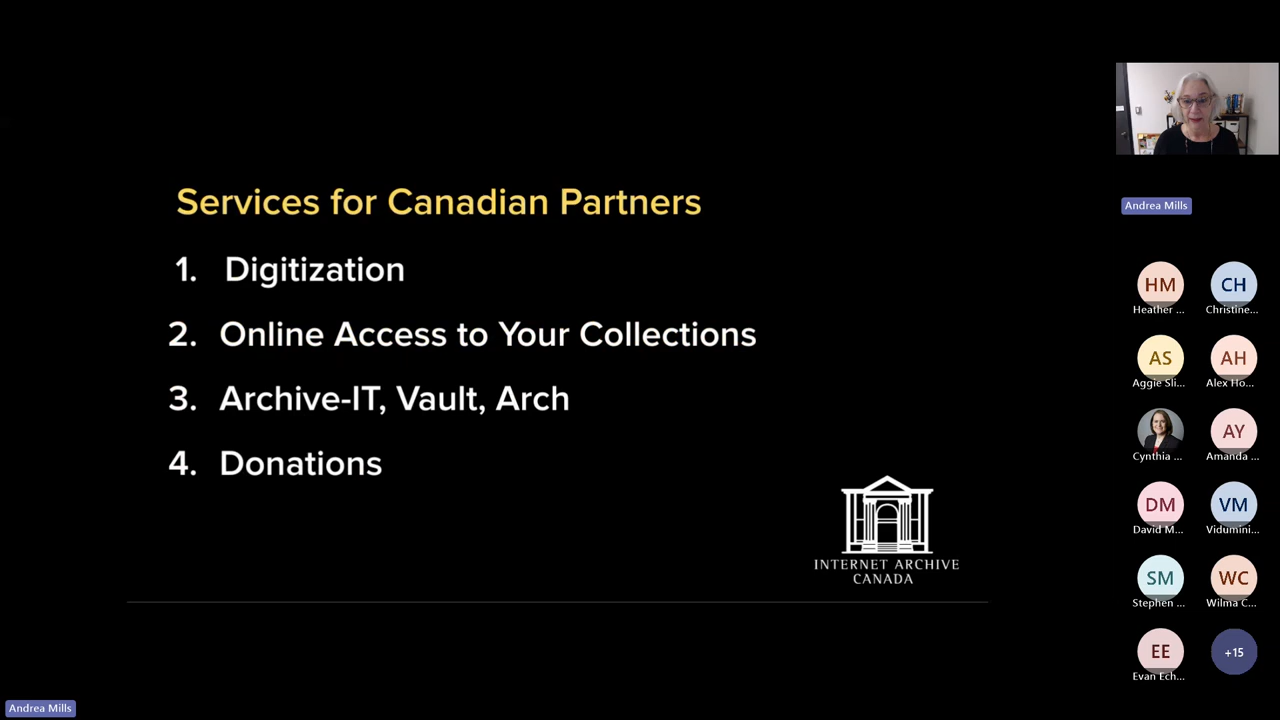 Services for Canadian Partners
1. Digitization
2. Online Access to Your Collections
3. Archive-IT, Vault, Arch
4. Donations
INTERNET ARCHIVE
CANADA
Andrea Mills
HM CH
Heather ... Christine...
AS AH
Aggie Sli... Alex Ho...
AY
Cynthia ... Amanda ...
DM VM
David M... Vidumini...
SM WC
Stephen ... Wilma C...
EE +15
Evan Ech...
Andrea Mills